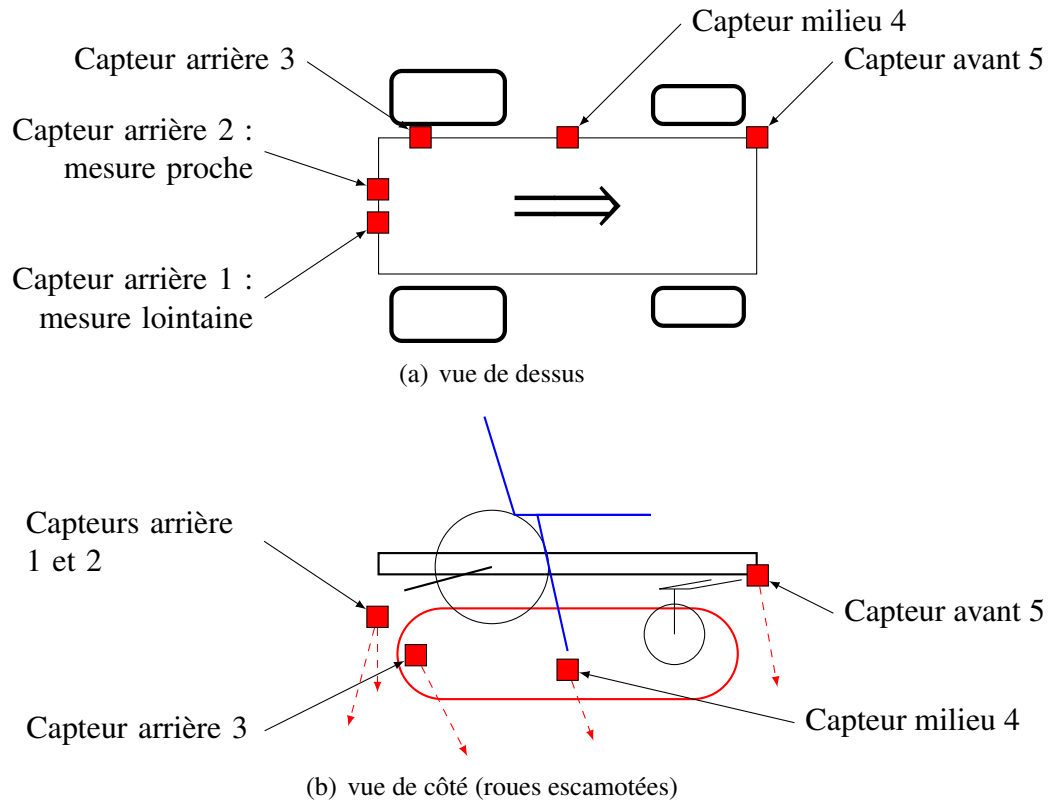 Capteur milieu 4
Capteur arrière 3
Capteur avant 5
Capteur arrière 2 :
mesure proche
Capteur arrière 1 :
mesure lointaine
(a) vue de dessus
Capteurs arrière
1 et 2
Capteur avant 5
Capteur arrière 3
Capteur milieu 4
(b) vue de côté (roues escamotées)